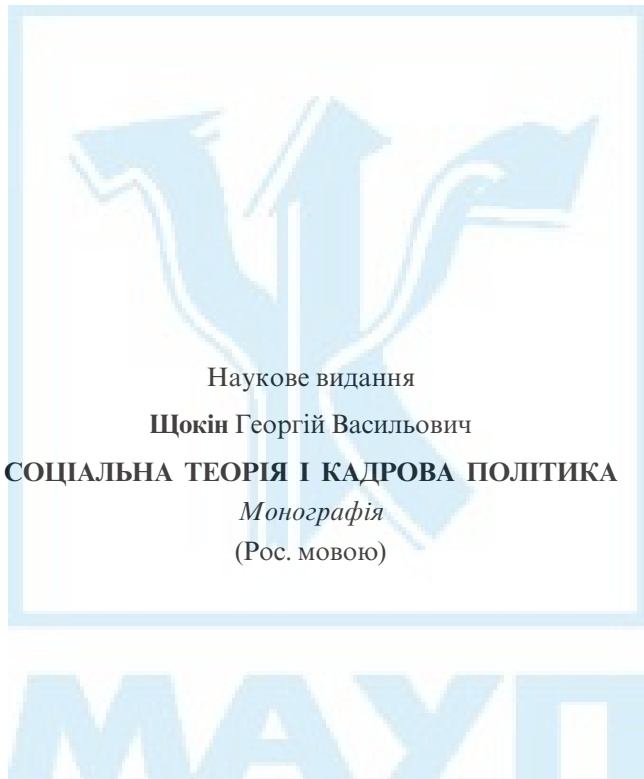 Наукове видання
Щокін Георгій Васильович
СОЦІАЛЬНА ТЕОРІЯ І КАДРОВА ПОЛІТИКА
Монографія
(Рос. мовою)
МАУП